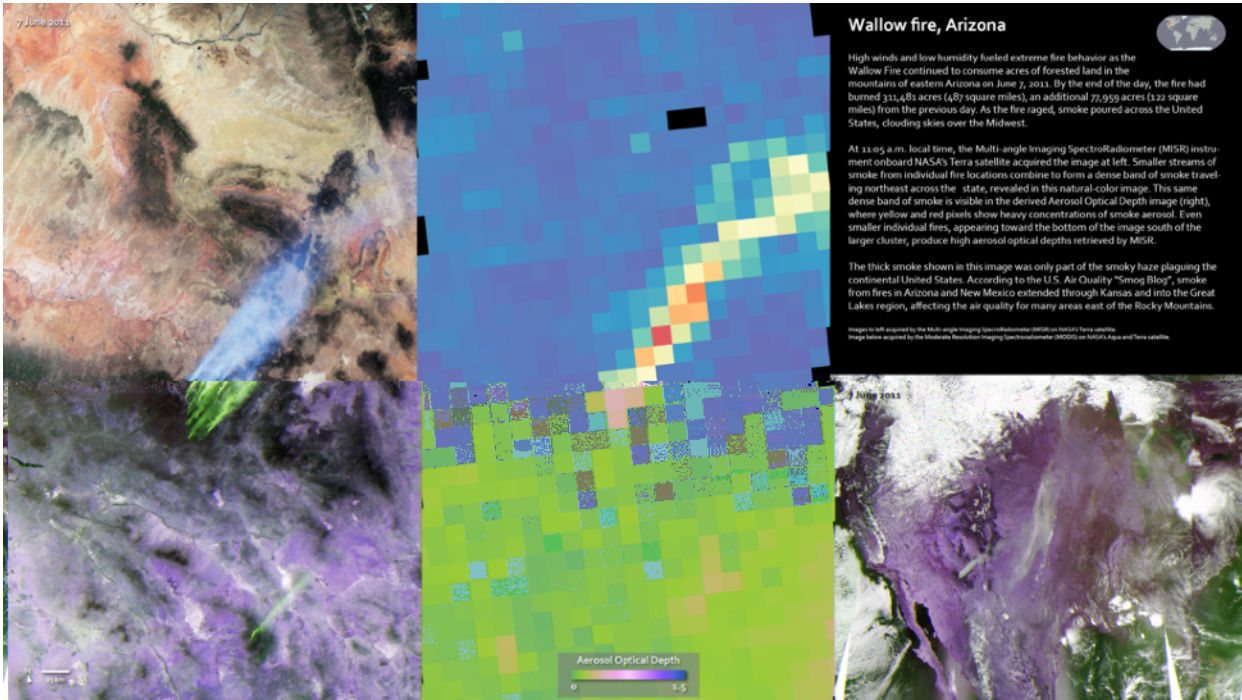 7 June 2011
Wallow fire, Arizona
High winds and low humidity fueled extreme fire behavior as the
Wallow Fire continued to consume acres of forested land in the
mountains of eastern Arizona on June 7, 2011. By the end of the day, the fire had
burned 311,481 acres (487 square miles), an additional 77,959 acres (122 square
miles) from the previous day. As the fire raged, smoke poured across the United
States, clouding skies over the Midwest.
At 11:05 a.m. local time, the Multi-angle Imaging SpectroRadiometer (MISR) instru-
ment onboard NASA's Terra satellite acquired the image at left. Smaller streams of
smoke from individual fire locations combine to form a dense band of smoke travel-
ing northeast across the state, revealed in this natural-color image. This same
dense band of smoke is visible in the derived Aerosol Optical Depth image (right),
where yellow and red pixels show heavy concentrations of smoke aerosol. Even
smaller individual fires, appearing toward the bottom of the image south of the
larger cluster, produce high aerosol optical depths retrieved by MISR.
The thick smoke shown in this image was only part of the smoky haze plaguing the
continental United States. According to the U.S. Air Quality "Smog Blog", smoke
from fires in Arizona and New Mexico extended through Kansas and into the Great
Lakes region, affecting the air quality for many areas east of the Rocky Mountains.
Images to left acquired by the Multi-angle Imaging SpectroRadiometer (MISR) on NASA's Terra satellite.
Image below acquired by the Moderate Resolution Imaging Spectroradiometer (MODIS) on NASA's Aqua and Terra satellite.
7 June 2011
N
Aerosol Optical Depth
0 1.5